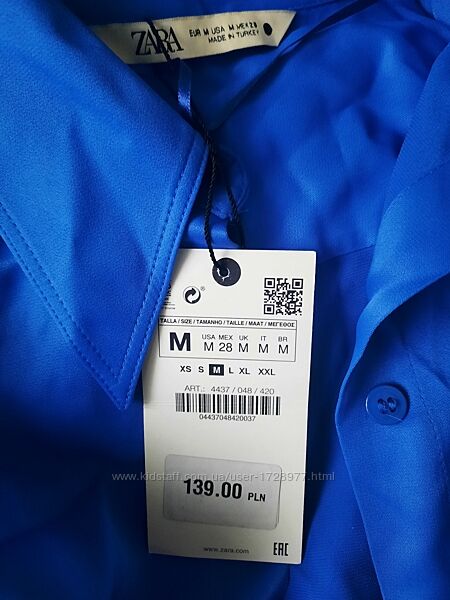 ZARA
EUR M USA M MEX 28
MADE IN TURKEY
TALLA / SIZE / TAMANHO / TAILLE / MAAT / ΜΕΓΕΘΟΣ
M
USA MEX UK IT BR
M 28 M M M
XS S M L XL XXL
ART.: 4437 / 048 / 420
04437048420037
www.kidstaff.com.ua/user-1728977.html
139.00 PLN
www.zara.com
EAC